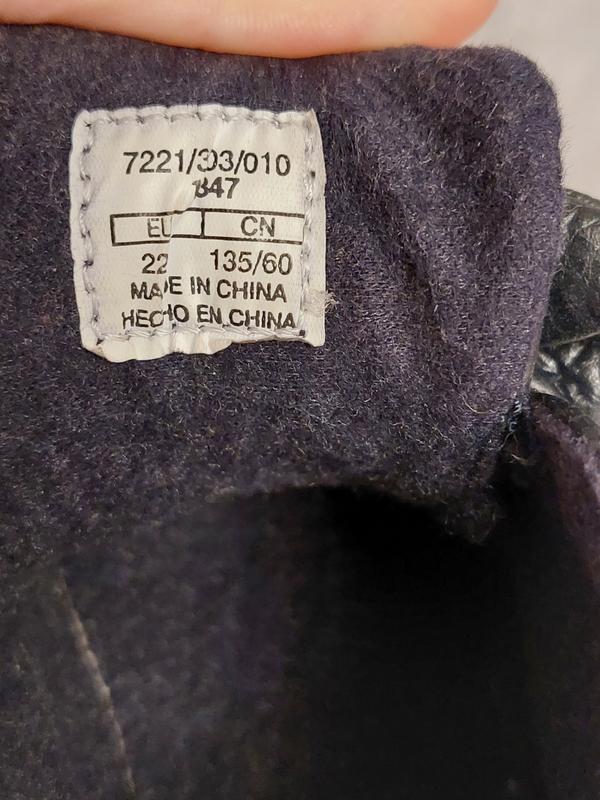 7221/303/010
847
EU CN
22 135/60
MADE IN CHINA
HECHO EN CHINA